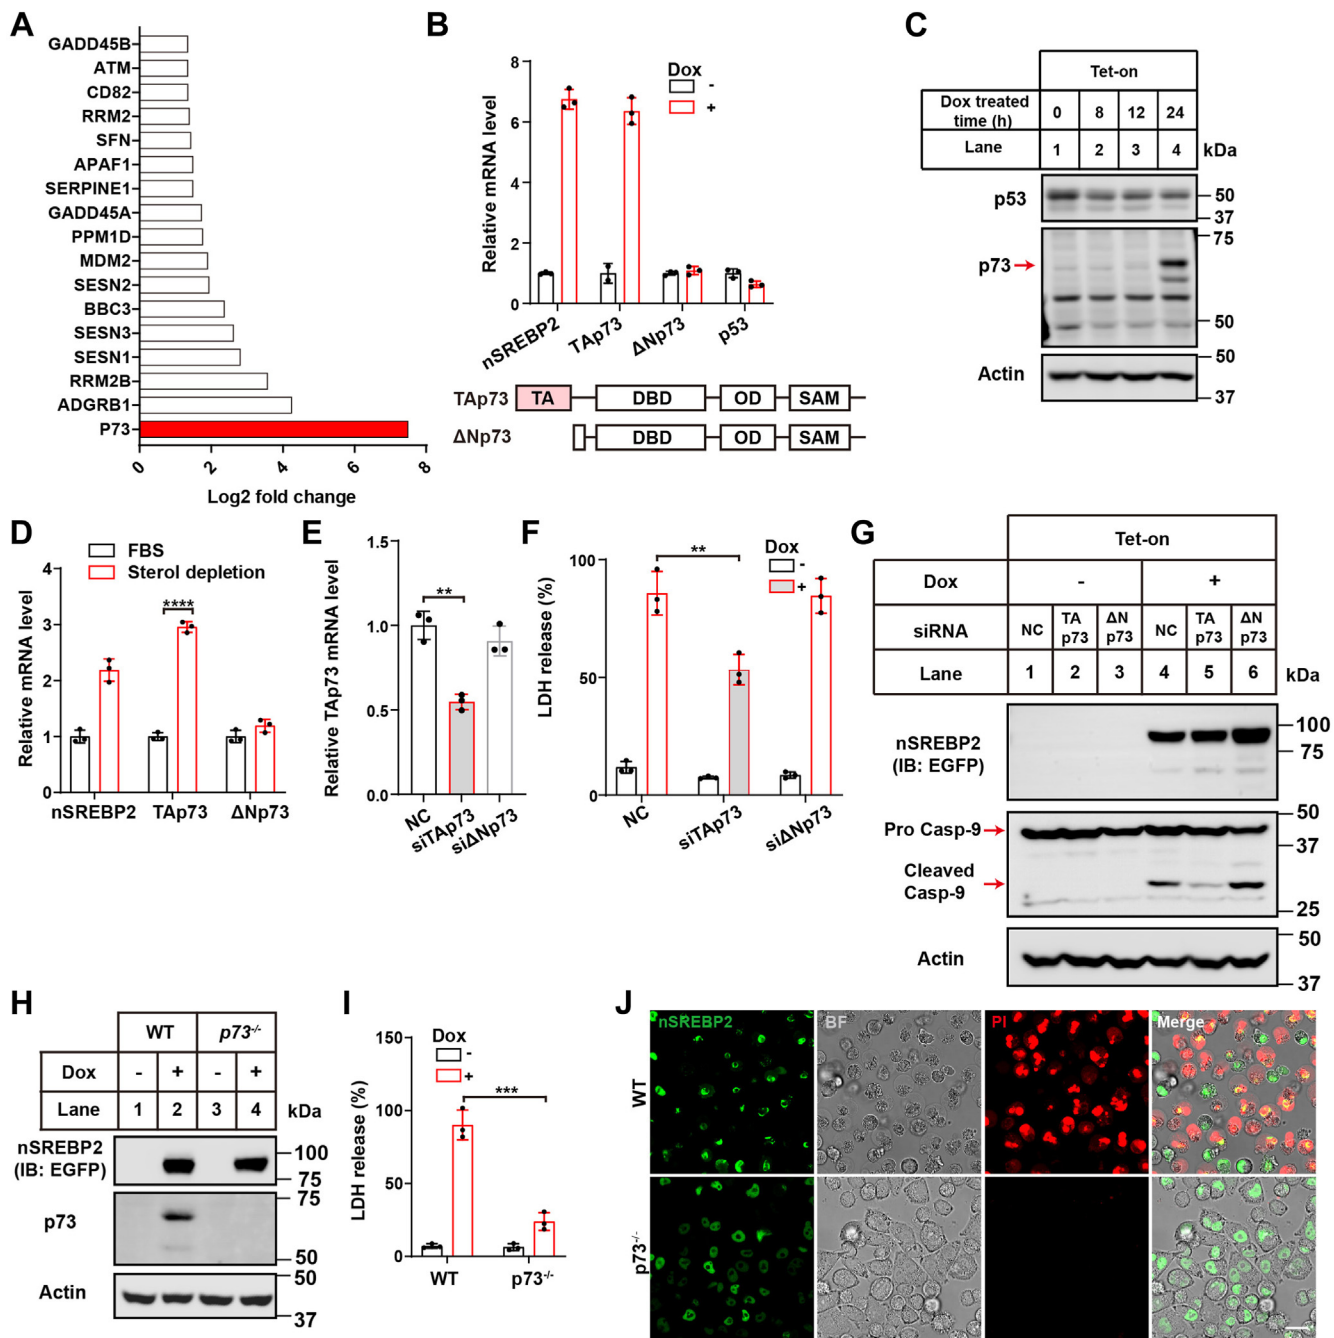 A
GADD45B
ATM
CD82
RRM2
SFN
APAF1
SERPINE1
GADD45A
PPM1D
MDM2
SESN2
BBC3
SESN3
SESN1
RRM2B
ADGRB1
P73
0 2 4 6 8
Log2 fold change
B
Relative mRNA level
8
6
4
2
0
Dox
-
+
nSREBP2 TAp73 ΔNp73 p53
TAp73 TA DBD OD SAM
ΔNp73 DBD OD SAM
C
Tet-on
Dox treated time (h) 0 8 12 24
Lane 1 2 3 4 kDa
p53
50
37
75
p73
50
Actin
50
37
D
FBS
Sterol depletion
Relative mRNA level
4
3
2
1
0
****
nSREBP2 TAp73 ΔNp73
E
Relative TAp73 mRNA level
1.5
1.0
0.5
0.0
**
NC siTAp73 siΔNp73
F
LDH release (%)
100
50
0
**
Dox
-
+
NC siTAp73 siΔNp73
G
Tet-on
Dox - +
siRNA NC TA p73 ΔN p73 NC TA p73 ΔN p73
Lane 1 2 3 4 5 6 kDa
nSREBP2
(IB: EGFP)
100
75
50
Pro Casp-9
37
Cleaved
Casp-9
25
50
Actin
37
H
WT p73-/-
Dox - + - +
Lane 1 2 3 4 kDa
nSREBP2
(IB: EGFP)
100
75
75
p73
50
50
Actin
37
I
LDH release (%)
150
100
50
0
Dox
-
+
***
WT p73-/-
J
nSREBP2 BF PI Merge
WT
p73-/-